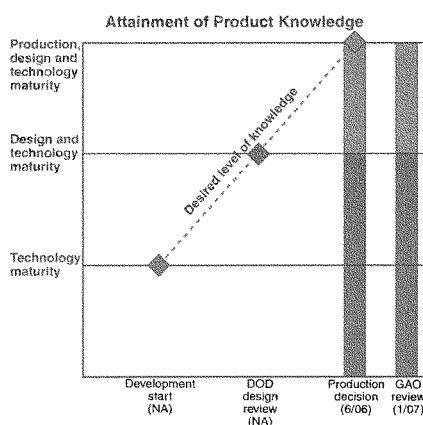 Attainment of Product Knowledge
Production,
design and
technology
maturity
Design and
technology
maturity
Technology
maturity
Desired level of knowledge
Development
start
(NA)
DOD
design
review
(NA)
Production
decision
(6/06)
GAO
review
(1/07)